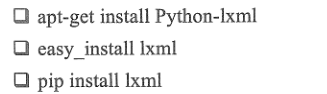 ❑ apt-get install Python-lxml
❑ easy_install lxml
❑ pip install lxml